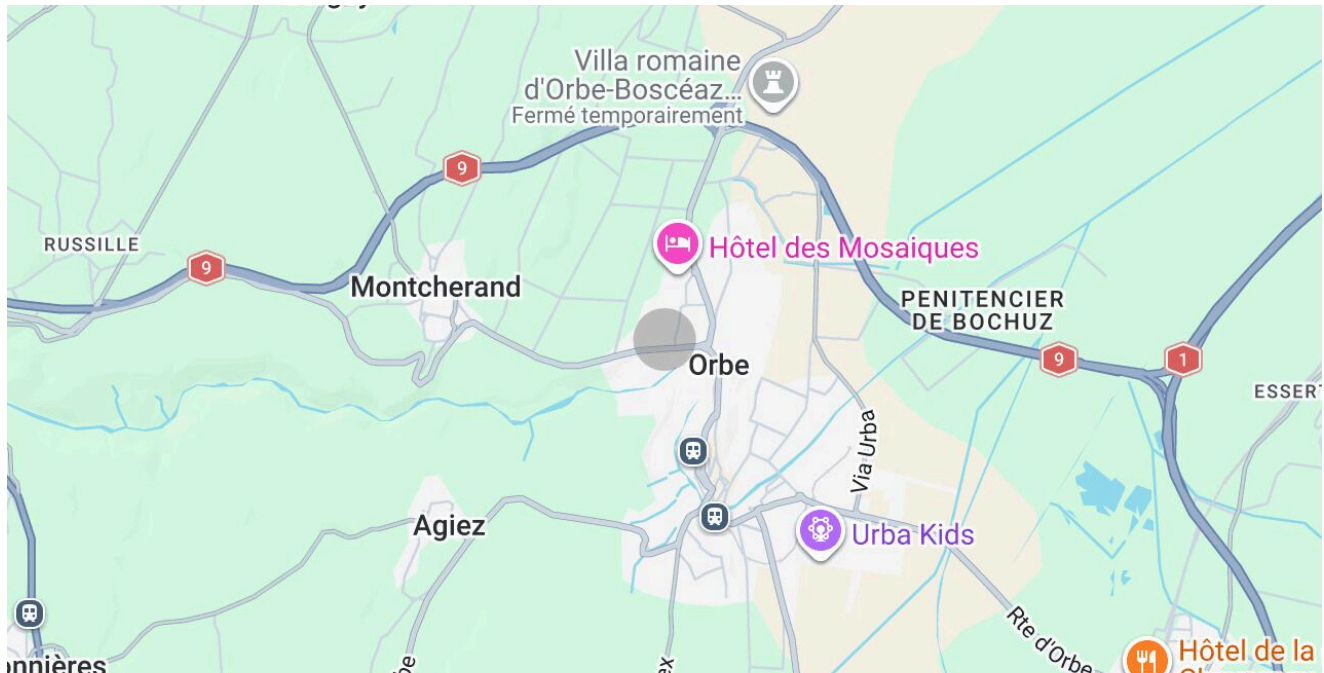 Villa romaine
d'Orbe-Boscéaz...
Fermé temporairement
9
RUSSILLE
9
Hôtel des Mosaiques
Montcherand
PENITENCIER
DE BOCHUZ
9
1
Orbe
ESSERT
Via Urba
Agiez
Urba Kids
Rte d'Orbe
onnières
Hôtel de la